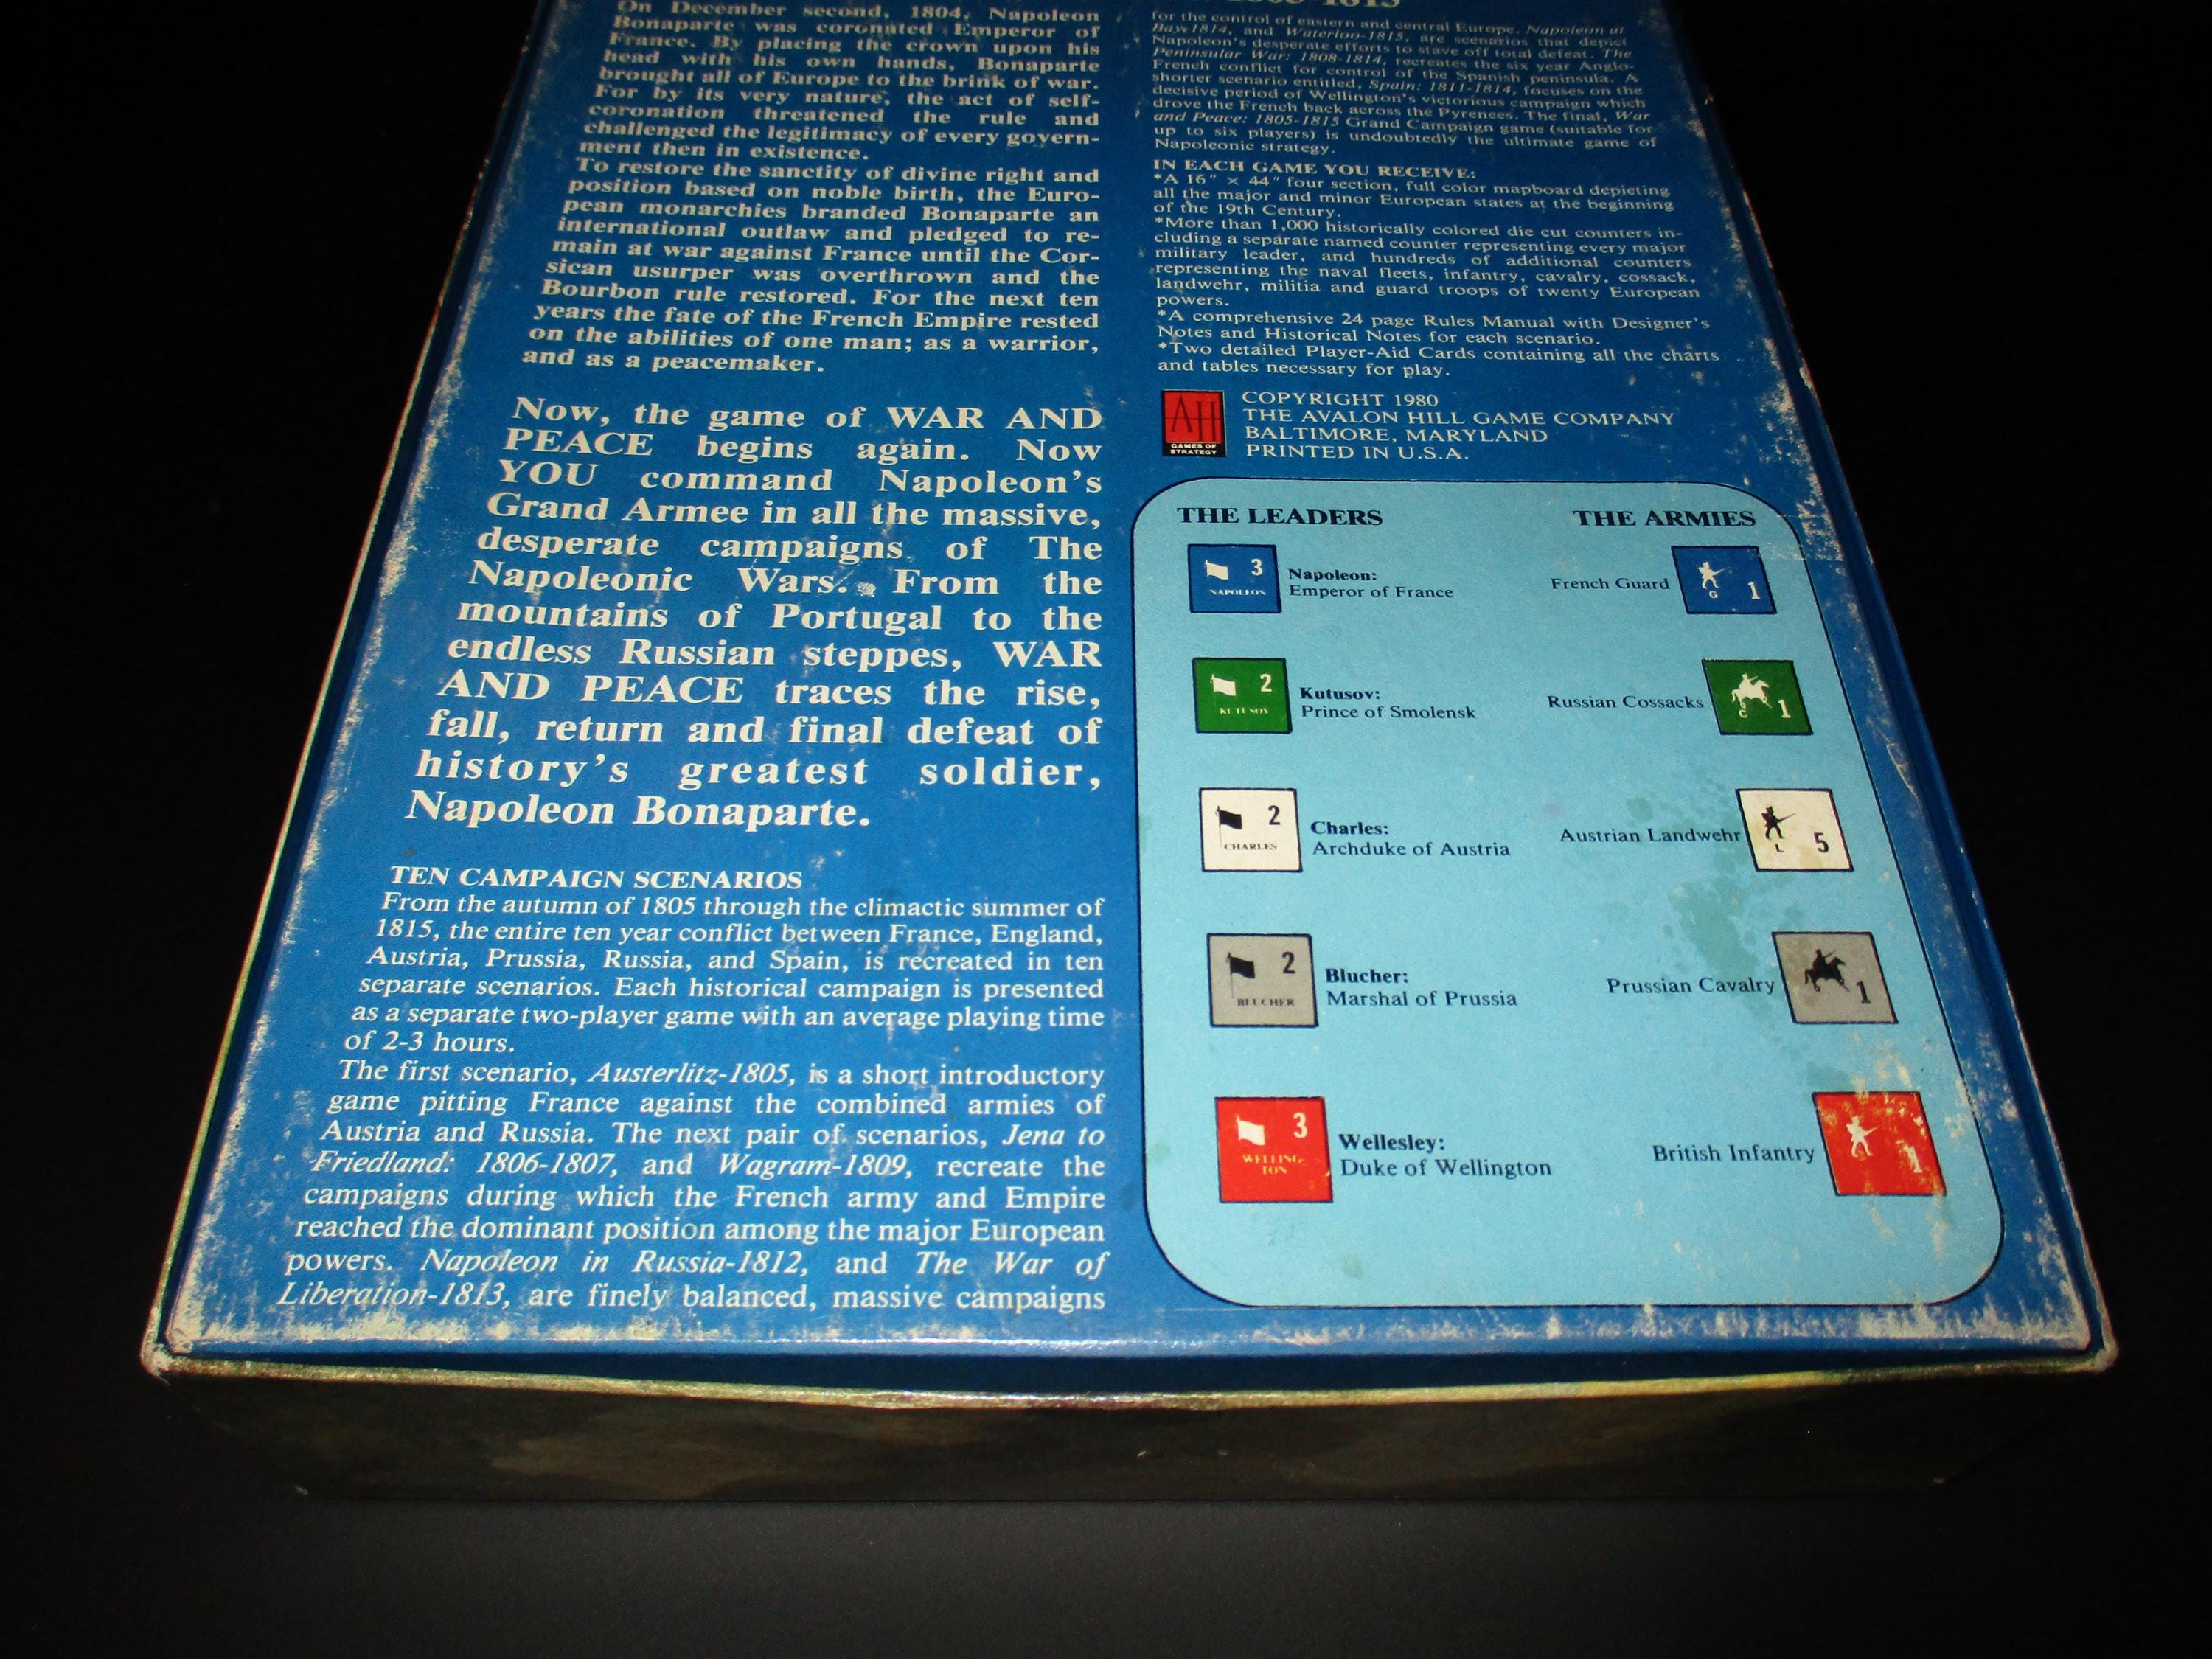 1805-1815
On December second, 1804, Napoleon
Bonaparte was coronated Emperor of
France. By placing the crown upon his
head with his own hands, Bonaparte
brought all of Europe to the brink of war.
For by its very nature, the act of self-
coronation threatened the rule and
challenged the legitimacy of every govern-
ment then in existence.
To restore the sanctity of divine right and
position based on noble birth, the Euro-
pean monarchies branded Bonaparte an
international outlaw and pledged to re-
main at war against France until the Cor-
sican usurper was overthrown and the
Bourbon rule restored. For the next ten
years the fate of the French Empire rested
on the abilities of one man; as a warrior,
and as a peacemaker.
Now, the game of WAR AND
PEACE begins again. Now
YOU command Napoleon's
Grand Armee in all the massive,
desperate campaigns of The
Napoleonic Wars. From the
mountains of Portugal to the
endless Russian steppes, WAR
AND PEACE traces the rise,
fall, return and final defeat of
history's greatest soldier,
Napoleon Bonaparte.
TEN CAMPAIGN SCENARIOS
From the autumn of 1805 through the climactic summer of
1815, the entire ten year conflict between France, England,
Austria, Prussia, Russia, and Spain, is recreated in ten
separate scenarios. Each historical campaign is presented
as a separate two-player game with an average playing time
of 2-3 hours.
The first scenario, Austerlitz-1805, is a short introductory
game pitting France against the combined armies of
Austria and Russia. The next pair of scenarios, Jena to
Friedland: 1806-1807, and Wagram-1809, recreate the
campaigns during which the French army and Empire
reached the dominant position among the major European
powers. Napoleon in Russia-1812, and The War of
Liberation-1813, are finely balanced, massive campaigns
for the control of eastern and central Europe. Napoleon at
Bay-1814, and Waterloo-1815, are scenarios that depict
Napoleon's desperate efforts to stave off total defeat. The
Peninsular War: 1808-1814, recreates the six year Anglo-
French conflict for control of the Spanish peninsula. A
shorter scenario entitled, Spain: 1811-1814, focuses on the
decisive period of Wellington's victorious campaign which
drove the French back across the Pyrenees. The final, War
and Peace: 1805-1815 Grand Campaign game (suitable for
up to six players) is undoubtedly the ultimate game of
Napoleonic strategy.
IN EACH GAME YOU RECEIVE:
*A 16" × 44" four section, full color mapboard depicting
all the major and minor European states at the beginning
of the 19th Century.
*More than 1,000 historically colored die cut counters in-
cluding a separate named counter representing every major
military leader, and hundreds of additional counters
representing the naval fleets, infantry, cavalry, cossack,
landwehr, militia and guard troops of twenty European
powers.
*A comprehensive 24 page Rules Manual with Designer's
Notes and Historical Notes for each scenario.
*Two detailed Player-Aid Cards containing all the charts
and tables necessary for play.
AH
GAMES OF
STRATEGY
COPYRIGHT 1980
THE AVALON HILL GAME COMPANY
BALTIMORE, MARYLAND
PRINTED IN U.S.A.
THE LEADERS THE ARMIES
3
NAPOLEON
Napoleon:
Emperor of France
French Guard
G 1
2
KUTUSOV
Kutusov:
Prince of Smolensk
Russian Cossacks
C 1
2
CHARLES
Charles:
Archduke of Austria
Austrian Landwehr
L 5
2
BLUCHER
Blucher:
Marshal of Prussia
Prussian Cavalry
1
3
WELLING-
TON
Wellesley:
Duke of Wellington
British Infantry
1